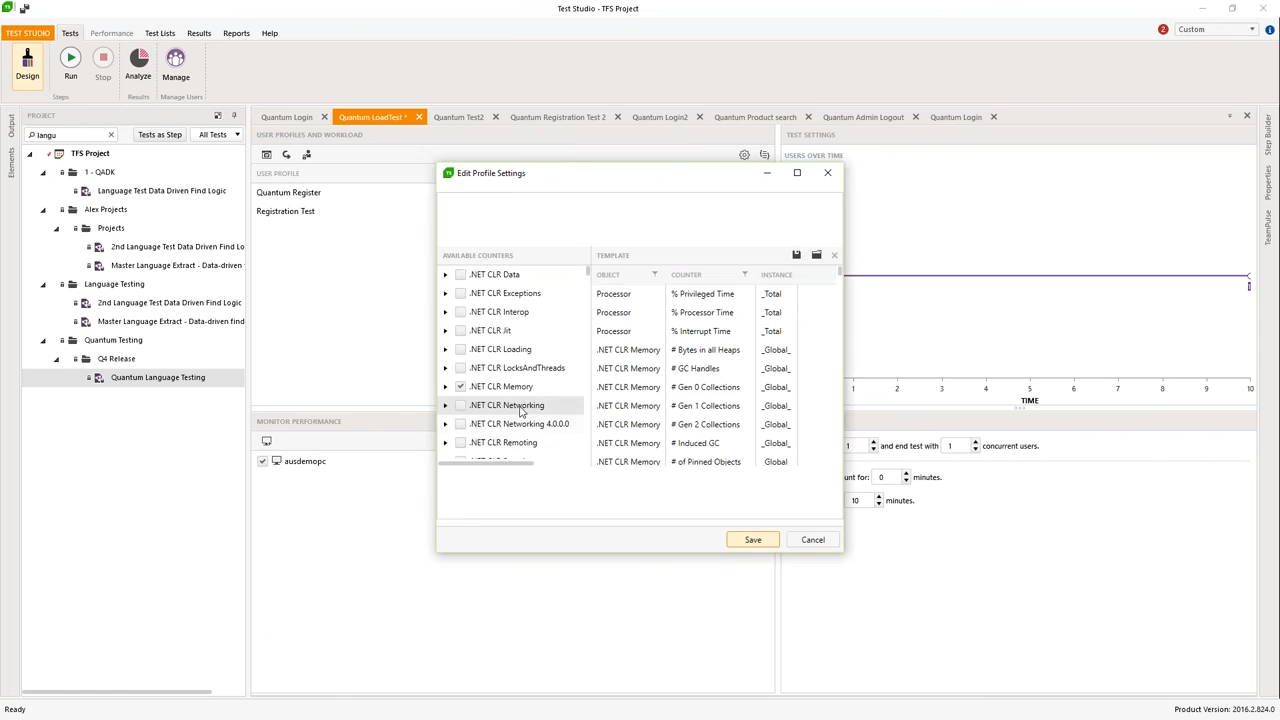 Test Studio - TFS Project
TEST STUDIO
Tests
Performance
Test Lists
Results
Reports
Help
2
Custom
Design
Run
Stop
Analyze
Manage
Steps
Results
Manage Users
Output
Elements
PROJECT
langu
Tests as Step
All Tests
TFS Project
1 - QADK
Language Test Data Driven Find Logic
Alex Projects
Projects
2nd Language Test Data Driven Find Lo
Master Language Extract - Data-driven
Language Testing
2nd Language Test Data Driven Find Logic
Master Language Extract - Data-driven find
Quantum Testing
Q4 Release
Quantum Language Testing
Quantum Login
Quantum LoadTest *
Quantum Test2
Quantum Registration Test 2
Quantum Login2
Quantum Product search
Quantum Admin Logout
Quantum Login
USER PROFILES AND WORKLOAD
USER PROFILE
Quantum Register
Registration Test
MONITOR PERFORMANCE
ausdemopc
TEST SETTINGS
USERS OVER TIME
1 2 3 4 5 6 7 8 9 10
TIME
1 and end test with 1 concurrent users.
unt for: 0 minutes.
10 minutes.
Step Builder
Properties
TeamPulse
TS Edit Profile Settings
AVAILABLE COUNTERS
.NET CLR Data
.NET CLR Exceptions
.NET CLR Interop
.NET CLR Jit
.NET CLR Loading
.NET CLR LocksAndThreads
.NET CLR Memory
.NET CLR Networking
.NET CLR Networking 4.0.0.0
.NET CLR Remoting
TEMPLATE
OBJECT COUNTER INSTANCE
Processor % Privileged Time _Total
Processor % Processor Time _Total
Processor % Interrupt Time _Total
.NET CLR Memory # Bytes in all Heaps _Global_
.NET CLR Memory # GC Handles _Global_
.NET CLR Memory # Gen 0 Collections _Global_
.NET CLR Memory # Gen 1 Collections _Global_
.NET CLR Memory # Gen 2 Collections _Global_
.NET CLR Memory # Induced GC _Global_
.NET CLR Memory # of Pinned Objects _Global_
Save
Cancel
Ready
Product Version: 2016.2.824.0